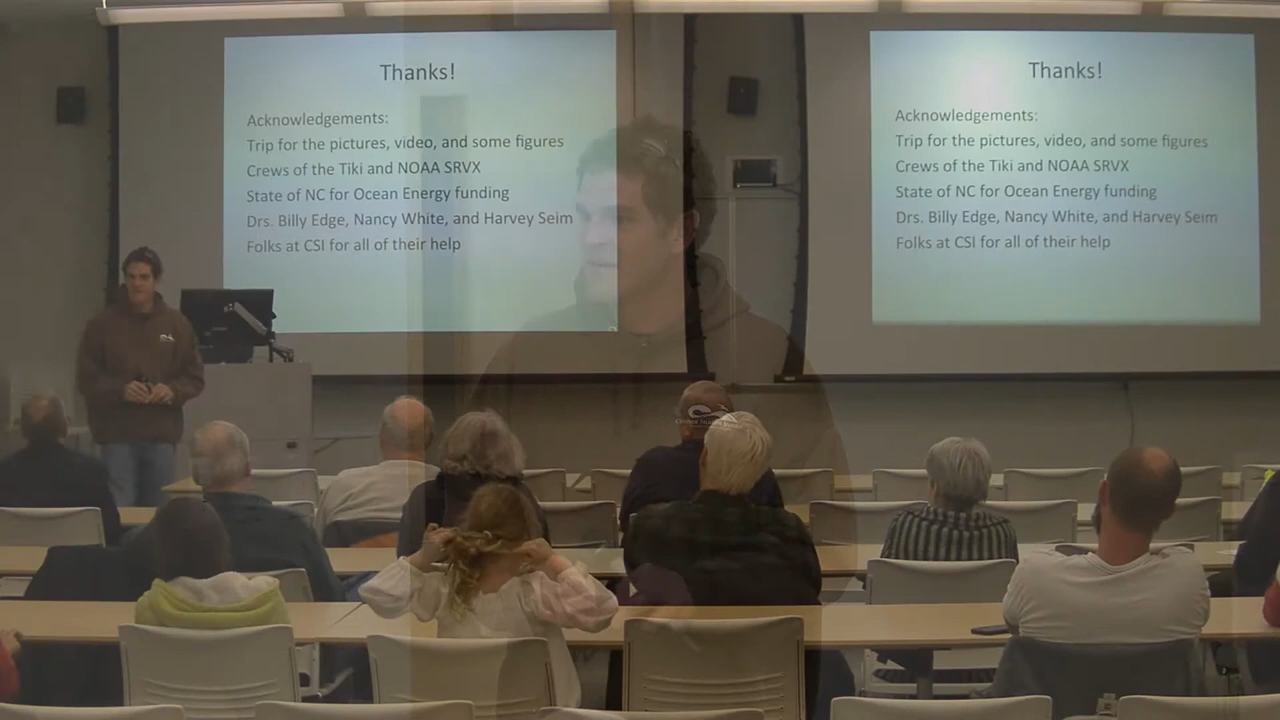 Thanks!
Acknowledgements:
Trip for the pictures, video, and some figures
Crews of the Tiki and NOAA SRVX
State of NC for Ocean Energy funding
Drs. Billy Edge, Nancy White, and Harvey Seim
Folks at CSI for all of their help
Thanks!
Acknowledgements:
Trip for the pictures, video, and some figures
Crews of the Tiki and NOAA SRVX
State of NC for Ocean Energy funding
Drs. Billy Edge, Nancy White, and Harvey Seim
Folks at CSI for all of their help